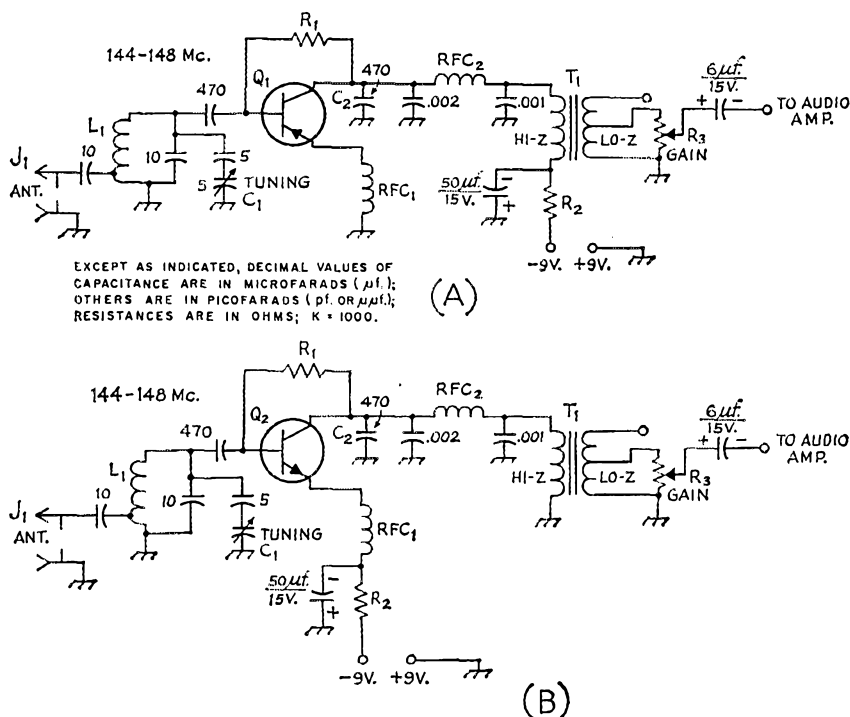 144–148 Mc.
R1
Q1
470
RFC2
470
C2
.002
.001
T1
HI-Z
LO-Z
R3
GAIN
6μf.
15V.
+ –
TO AUDIO
AMP.
L1
J1
ANT.
10
10
5
5
TUNING
C1
RFC1
50μf.
15V.
–
+
R2
–9V. +9V.
EXCEPT AS INDICATED, DECIMAL VALUES OF
CAPACITANCE ARE IN MICROFARADS (μf.);
OTHERS ARE IN PICOFARADS (pf. OR μμf.);
RESISTANCES ARE IN OHMS; K = 1000.
(A)
144–148 Mc.
R1
Q2
470
RFC2
470
C2
.002
.001
T1
HI-Z
LO-Z
R3
GAIN
6μf.
15V.
+ –
TO AUDIO
AMP.
L1
J1
ANT.
10
10
5
TUNING
C1
RFC1
50μf.
15V.
–
+
R2
–9V. +9V.
(B)